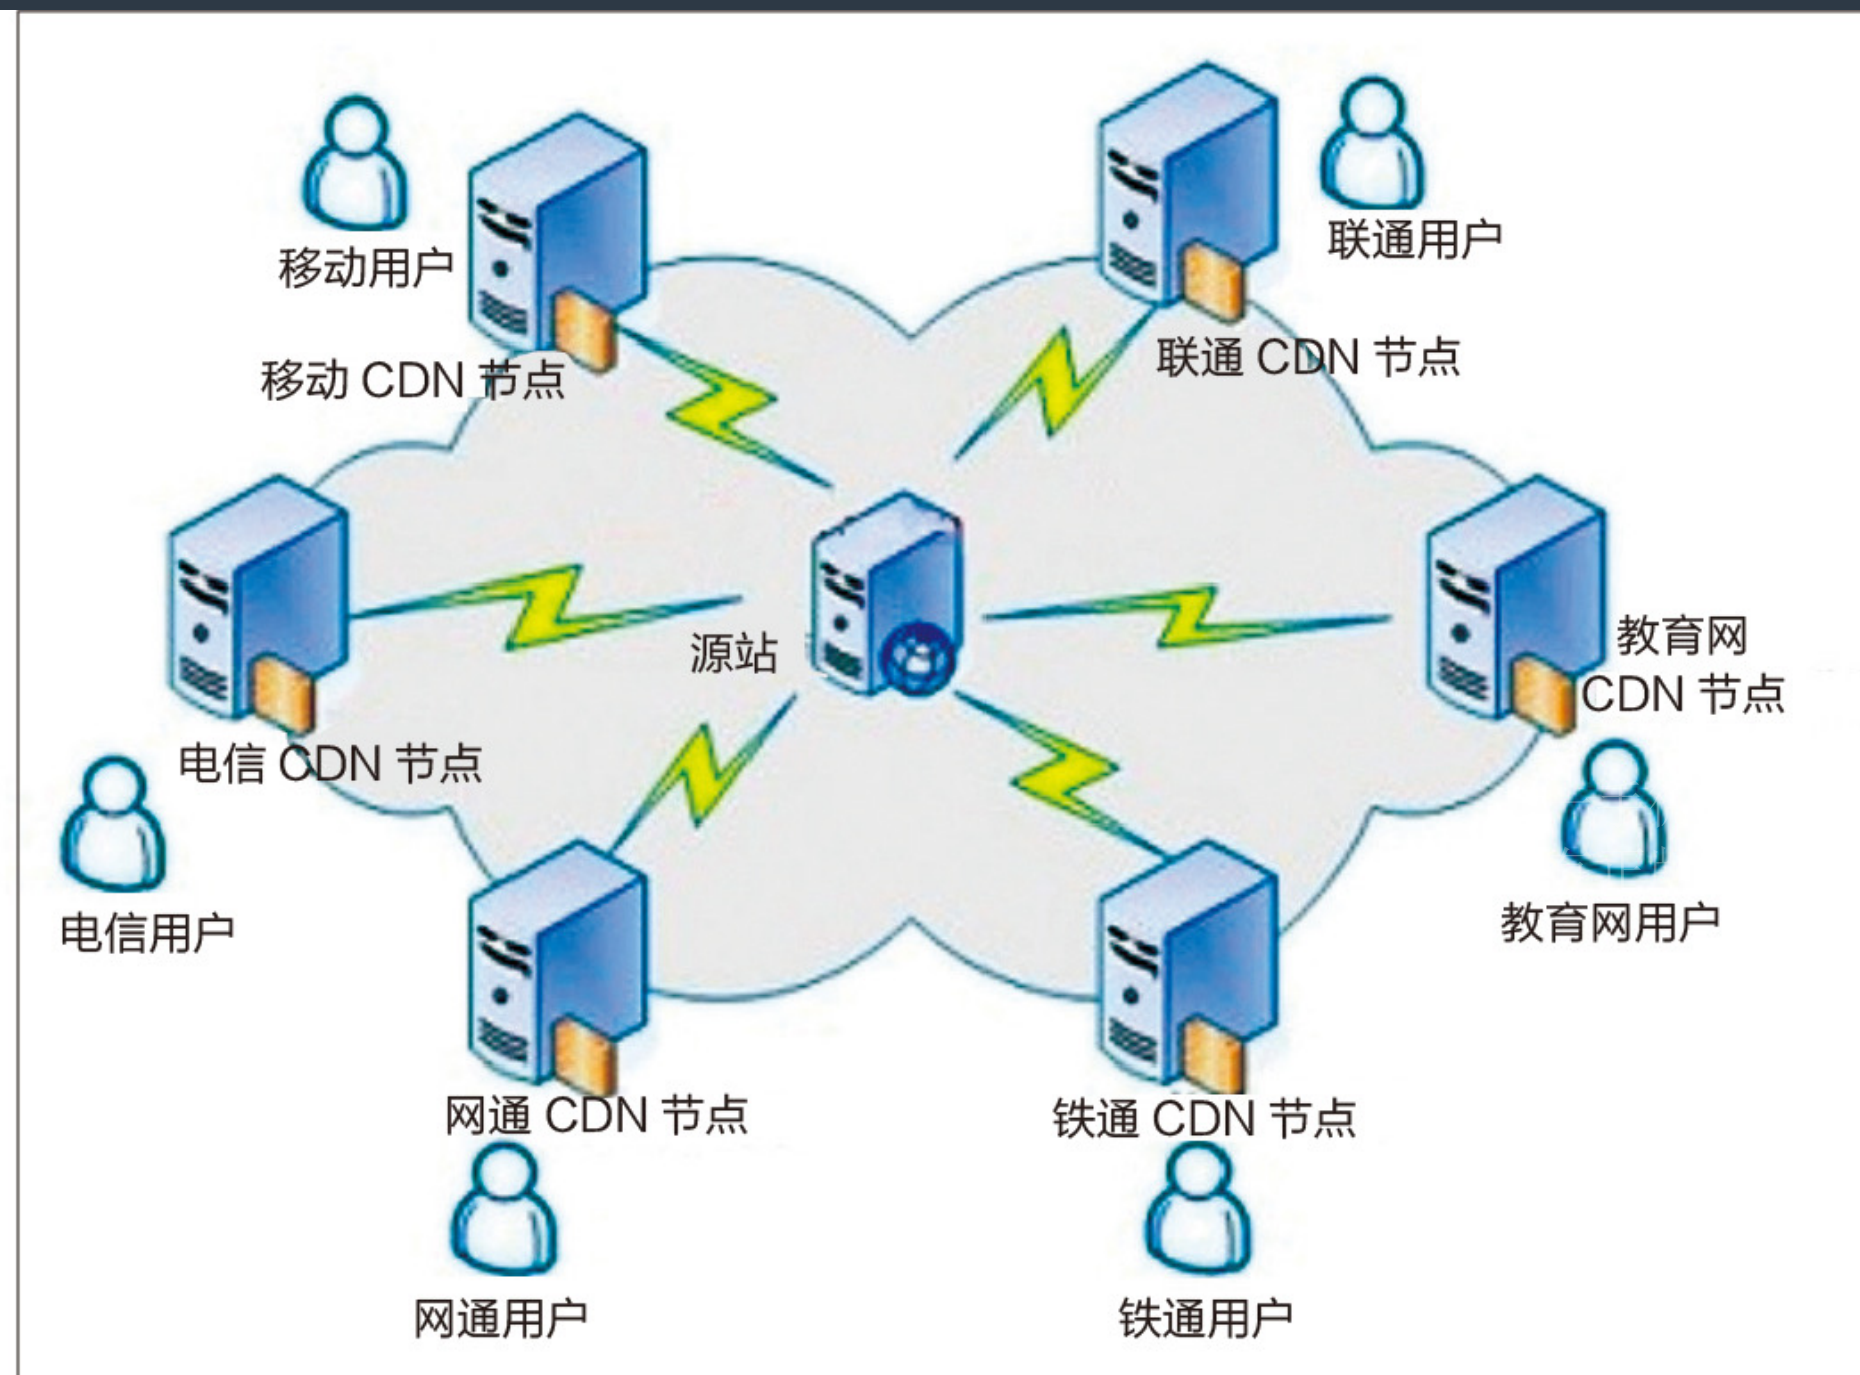 移动用户
联通用户
移动 CDN 节点
联通 CDN 节点
源站
教育网
CDN 节点
电信 CDN 节点
电信用户
教育网用户
网通 CDN 节点
铁通 CDN 节点
网通用户
铁通用户